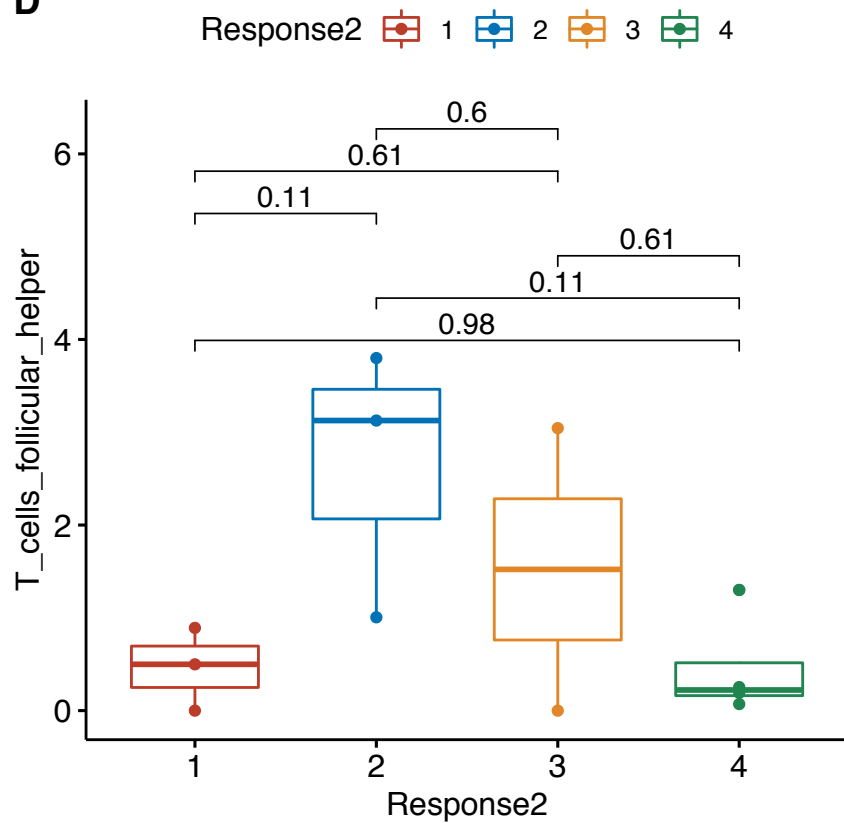 D
Response2 1 2 3 4
0.6
0.61
0.11
0.61
0.11
0.98
T_cells_follicular_helper
6
4
2
0
1 2 3 4
Response2